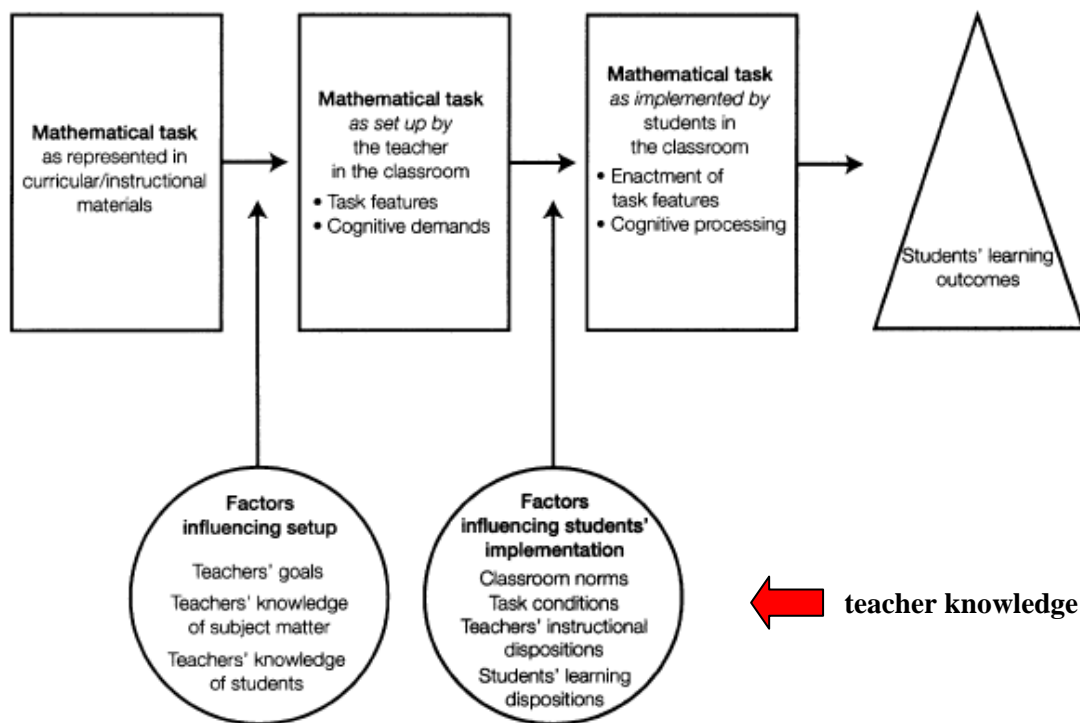 Mathematical task
as represented in
curricular/instructional
materials
Mathematical task
as set up by
the teacher
in the classroom
• Task features
• Cognitive demands
Mathematical task
as implemented by
students in
the classroom
• Enactment of
task features
• Cognitive processing
Students' learning
outcomes
Factors
influencing setup
Teachers' goals
Teachers' knowledge
of subject matter
Teachers' knowledge
of students
Factors
influencing students'
implementation
Classroom norms
Task conditions
Teachers' instructional
dispositions
Students' learning
dispositions
teacher knowledge